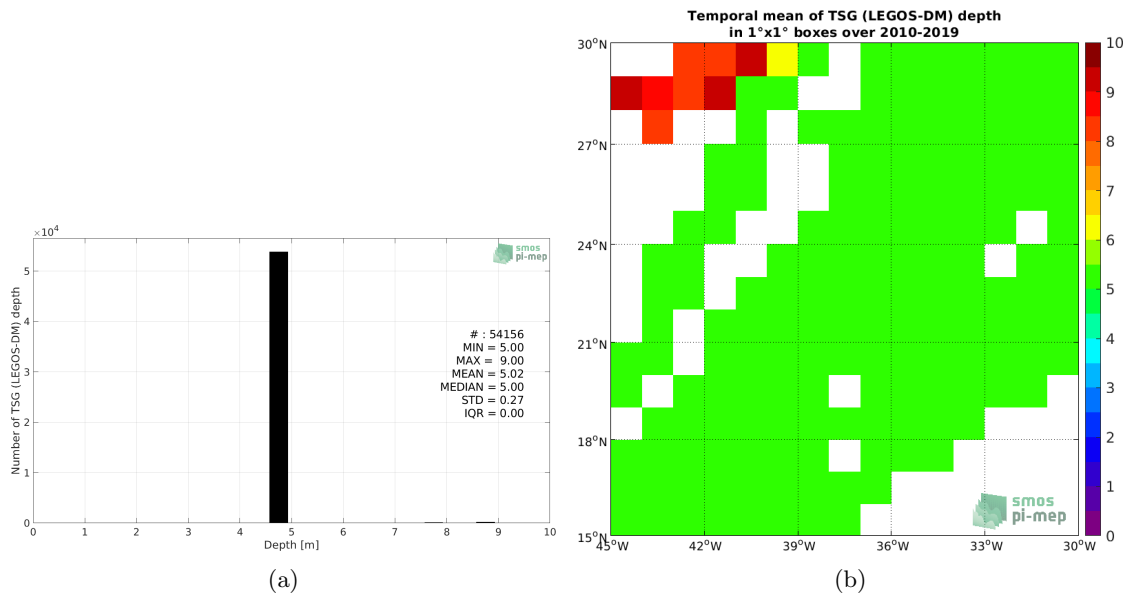 ×10⁴
5
4
3
2
1
0
Number of TSG (LEGOS-DM) depth
smos
pi-mep
# : 54156
MIN = 5.00
MAX = 9.00
MEAN = 5.02
MEDIAN = 5.00
STD = 0.27
IQR = 0.00
0 1 2 3 4 5 6 7 8 9 10
Depth [m]
(a)
Temporal mean of TSG (LEGOS-DM) depth
in 1°x1° boxes over 2010-2019
30°N
27°N
24°N
21°N
18°N
15°N
45°W 42°W 39°W 36°W 33°W 30°W
smos
pi-mep
10
9
8
7
6
5
4
3
2
1
0
(b)